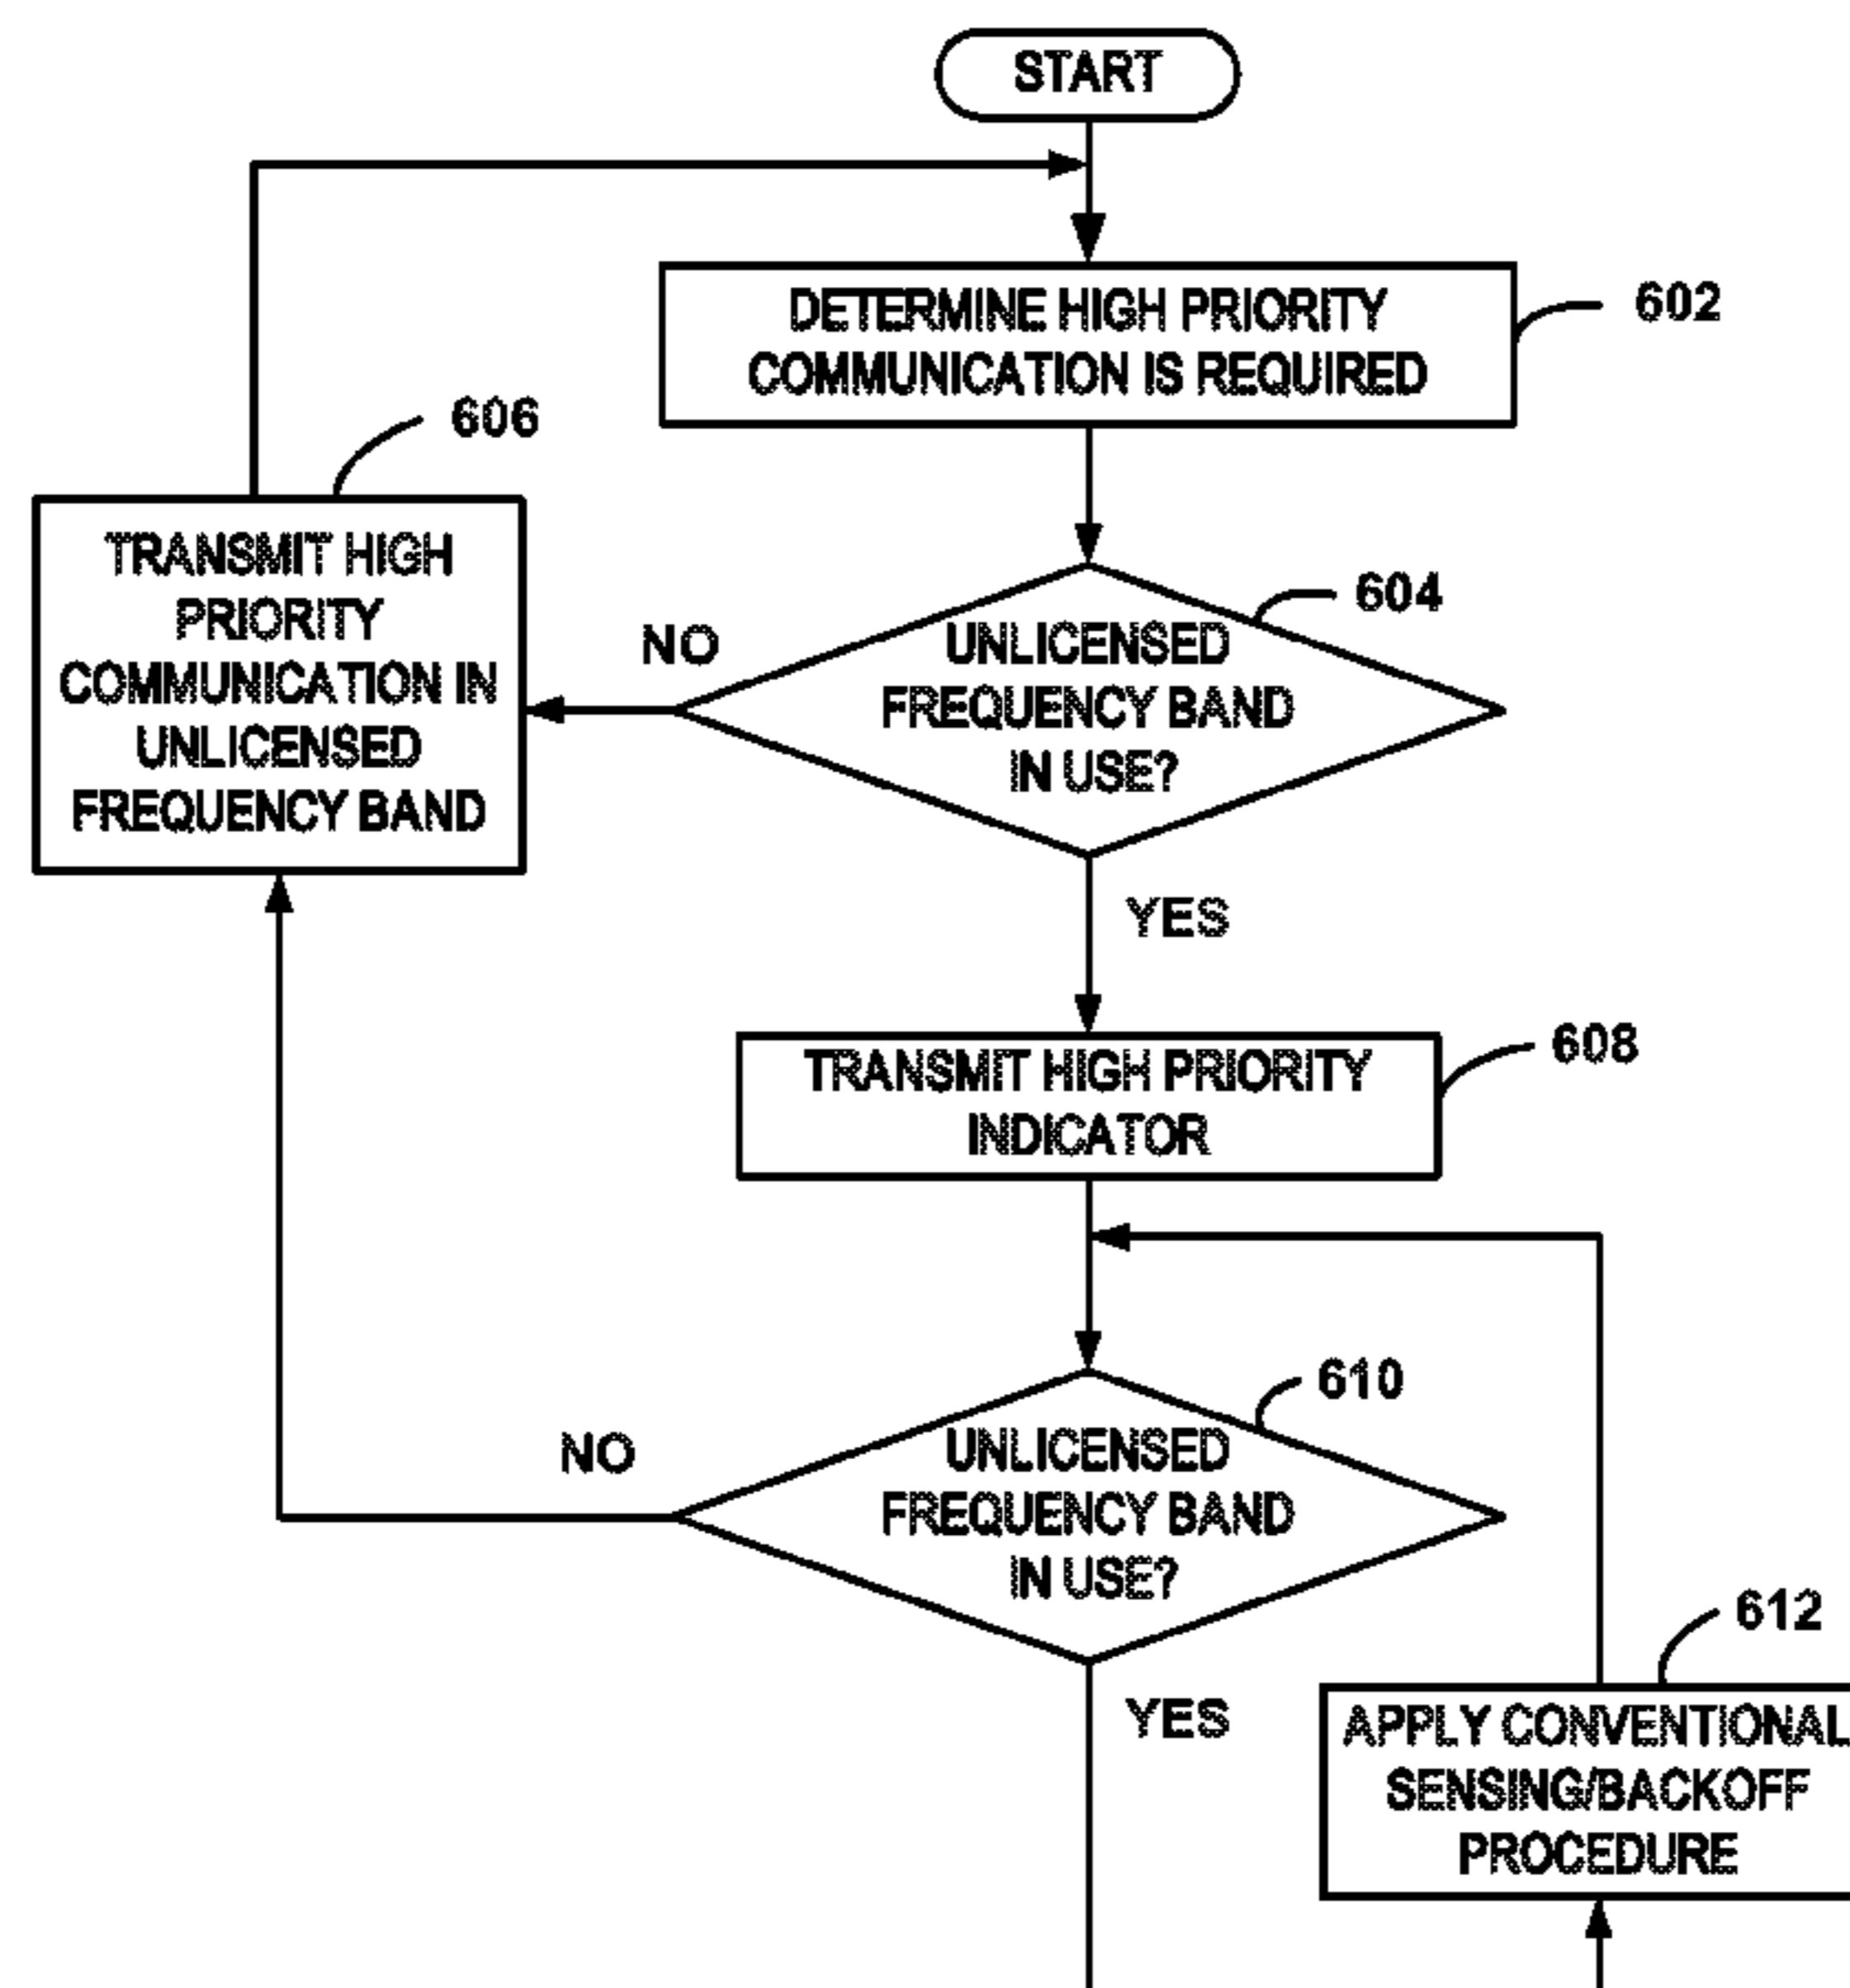 START
DETERMINE HIGH PRIORITY
COMMUNICATION IS REQUIRED
602
606
TRANSMIT HIGH
PRIORITY
COMMUNICATION IN
UNLICENSED
FREQUENCY BAND
NO
UNLICENSED
FREQUENCY BAND
IN USE?
604
YES
TRANSMIT HIGH PRIORITY
INDICATOR
608
NO
UNLICENSED
FREQUENCY BAND
IN USE?
610
YES
612
APPLY CONVENTIONAL
SENSING/BACKOFF
PROCEDURE